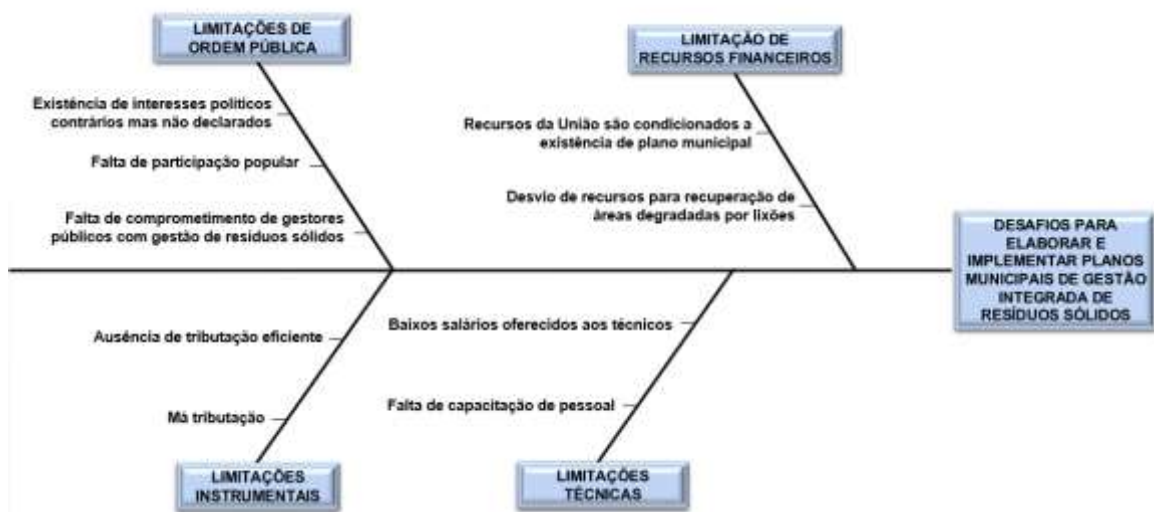 LIMITAÇÕES DE
ORDEM PÚBLICA
LIMITAÇÃO DE
RECURSOS FINANCEIROS
Existência de interesses políticos
contrários mas não declarados
Falta de participação popular
Falta de comprometimento de gestores
públicos com gestão de resíduos sólidos
Recursos da União são condicionados a
existência de plano municipal
Desvio de recursos para recuperação de
áreas degradadas por lixões
DESAFIOS PARA
ELABORAR E
IMPLEMENTAR PLANOS
MUNICIPAIS DE GESTÃO
INTEGRADA DE
RESÍDUOS SÓLIDOS
Ausência de tributação eficiente
Má tributação
Baixos salários oferecidos aos técnicos
Falta de capacitação de pessoal
LIMITAÇÕES
INSTRUMENTAIS
LIMITAÇÕES
TÉCNICAS